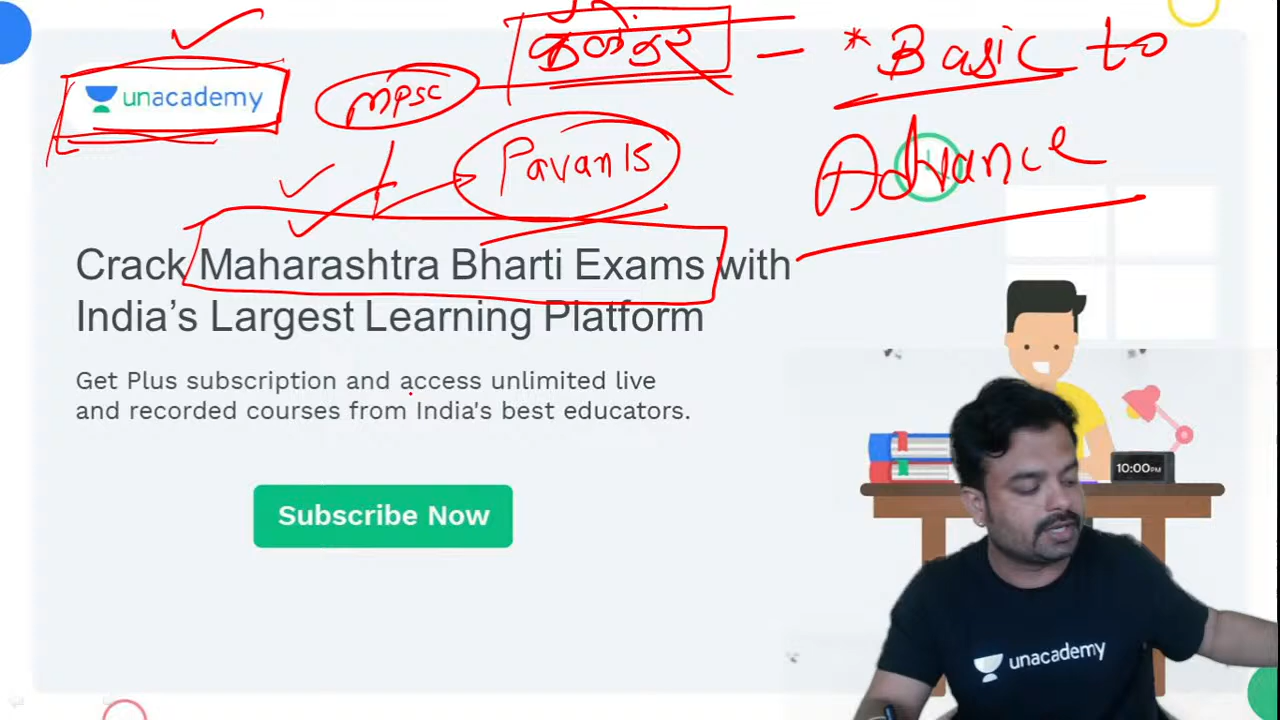 unacademy
mpsc
* Basic to
Pavan15
Advance
Crack Maharashtra Bharti Exams with
India's Largest Learning Platform
Get Plus subscription and access unlimited live
and recorded courses from India's best educators.
Subscribe Now
10:00PM
unacademy